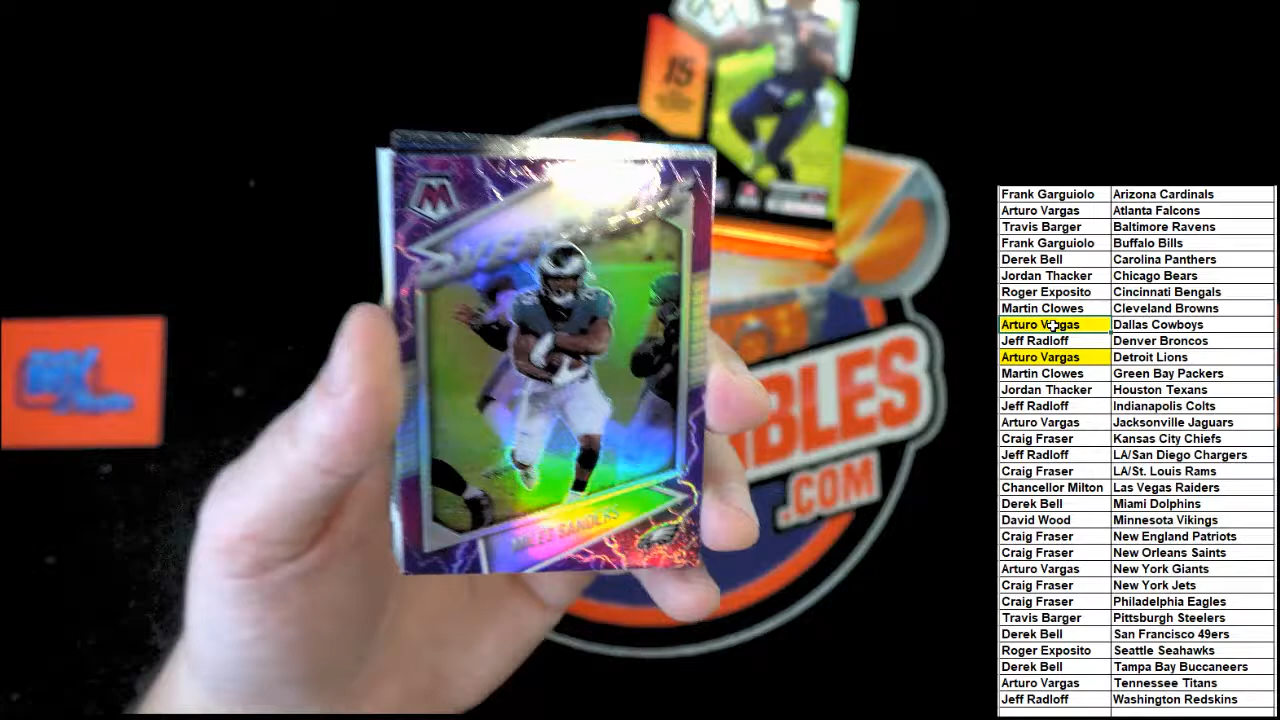 15
MILES SANDERS
BLES
.COM
Frank Garguiolo Arizona Cardinals
Arturo Vargas Atlanta Falcons
Travis Barger Baltimore Ravens
Frank Garguiolo Buffalo Bills
Derek Bell Carolina Panthers
Jordan Thacker Chicago Bears
Roger Exposito Cincinnati Bengals
Martin Clowes Cleveland Browns
Arturo Vargas Dallas Cowboys
Jeff Radloff Denver Broncos
Arturo Vargas Detroit Lions
Martin Clowes Green Bay Packers
Jordan Thacker Houston Texans
Jeff Radloff Indianapolis Colts
Arturo Vargas Jacksonville Jaguars
Craig Fraser Kansas City Chiefs
Jeff Radloff LA/San Diego Chargers
Craig Fraser LA/St. Louis Rams
Chancellor Milton Las Vegas Raiders
Derek Bell Miami Dolphins
David Wood Minnesota Vikings
Craig Fraser New England Patriots
Craig Fraser New Orleans Saints
Arturo Vargas New York Giants
Craig Fraser New York Jets
Craig Fraser Philadelphia Eagles
Travis Barger Pittsburgh Steelers
Derek Bell San Francisco 49ers
Roger Exposito Seattle Seahawks
Derek Bell Tampa Bay Buccaneers
Arturo Vargas Tennessee Titans
Jeff Radloff Washington Redskins